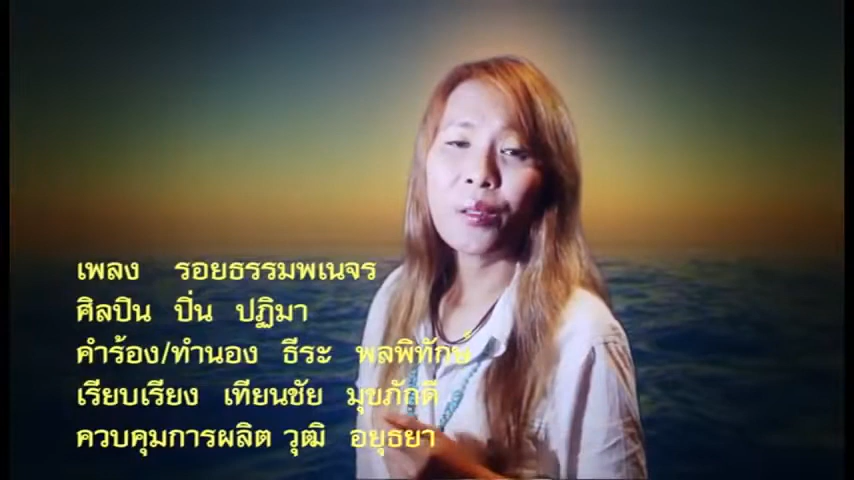 เพลง รอยธรรมพเนจร
ศิลปิน ปิ่น ปฏิมา
คำร้อง/ทำนอง ธีระ พลพิทักษ์
เรียบเรียง เทียนชัย มุขภักดี
ควบคุมการผลิต วุฒิ อยุธยา